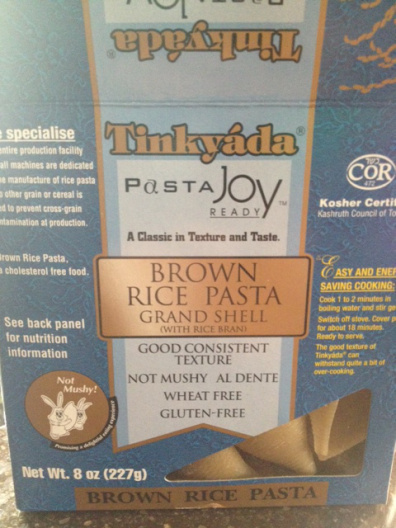 Tinkyáda®
e specialise
entire production facility
all machines are dedicated
e manufacture of rice pasta
other grain or cereal is
ed to prevent cross-grain
ntamination at production.
Brown Rice Pasta,
cholesterol free food.
See back panel
for nutrition
information
Not
Mushy!
Net Wt. 8 oz (227g)
Tinkyáda®
PASTA JOY
READY™
A Classic in Texture and Taste.
BROWN
RICE PASTA
GRAND SHELL
(WITH RICE BRAN)
GOOD CONSISTENT
TEXTURE
NOT MUSHY AL DENTE
WHEAT FREE
GLUTEN-FREE
BROWN RICE PASTA
COR
Kosher Certi
Kashruth Council of To
EASY AND ENER
SAVING COOKING:
Cook 1 to 2 minutes in
boiling water and stir ge
Switch off stove. Cover p
for about 18 minutes.
Ready to serve.
The good texture of
Tinkyáda® can
withstand quite a bit of
over-cooking.